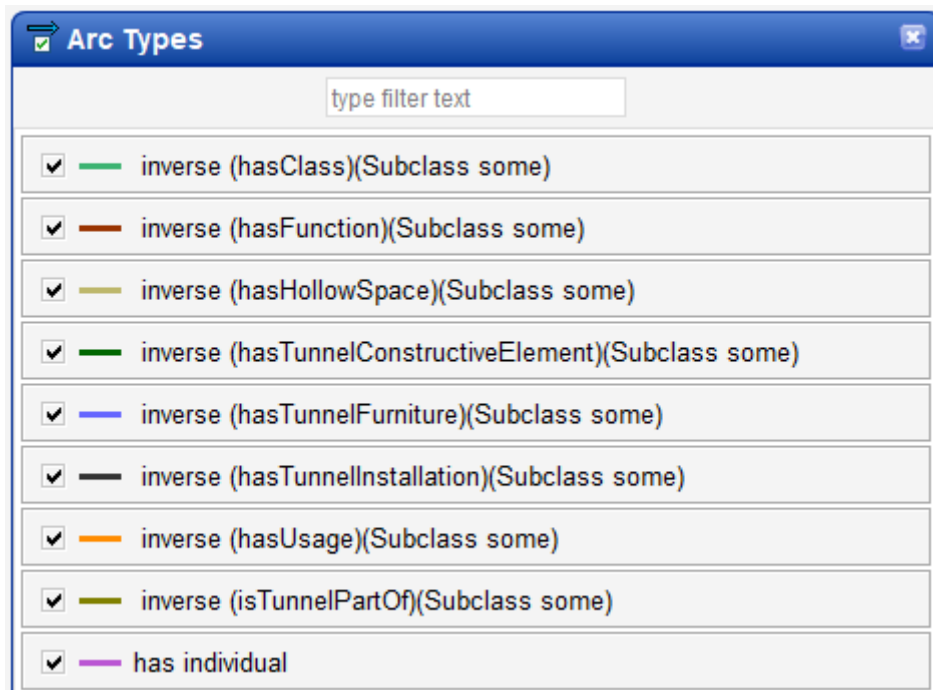 Arc Types
type filter text
inverse (hasClass)(Subclass some)
inverse (hasFunction)(Subclass some)
inverse (hasHollowSpace)(Subclass some)
inverse (hasTunnelConstructiveElement)(Subclass some)
inverse (hasTunnelFurniture)(Subclass some)
inverse (hasTunnelInstallation)(Subclass some)
inverse (hasUsage)(Subclass some)
inverse (isTunnelPartOf)(Subclass some)
has individual